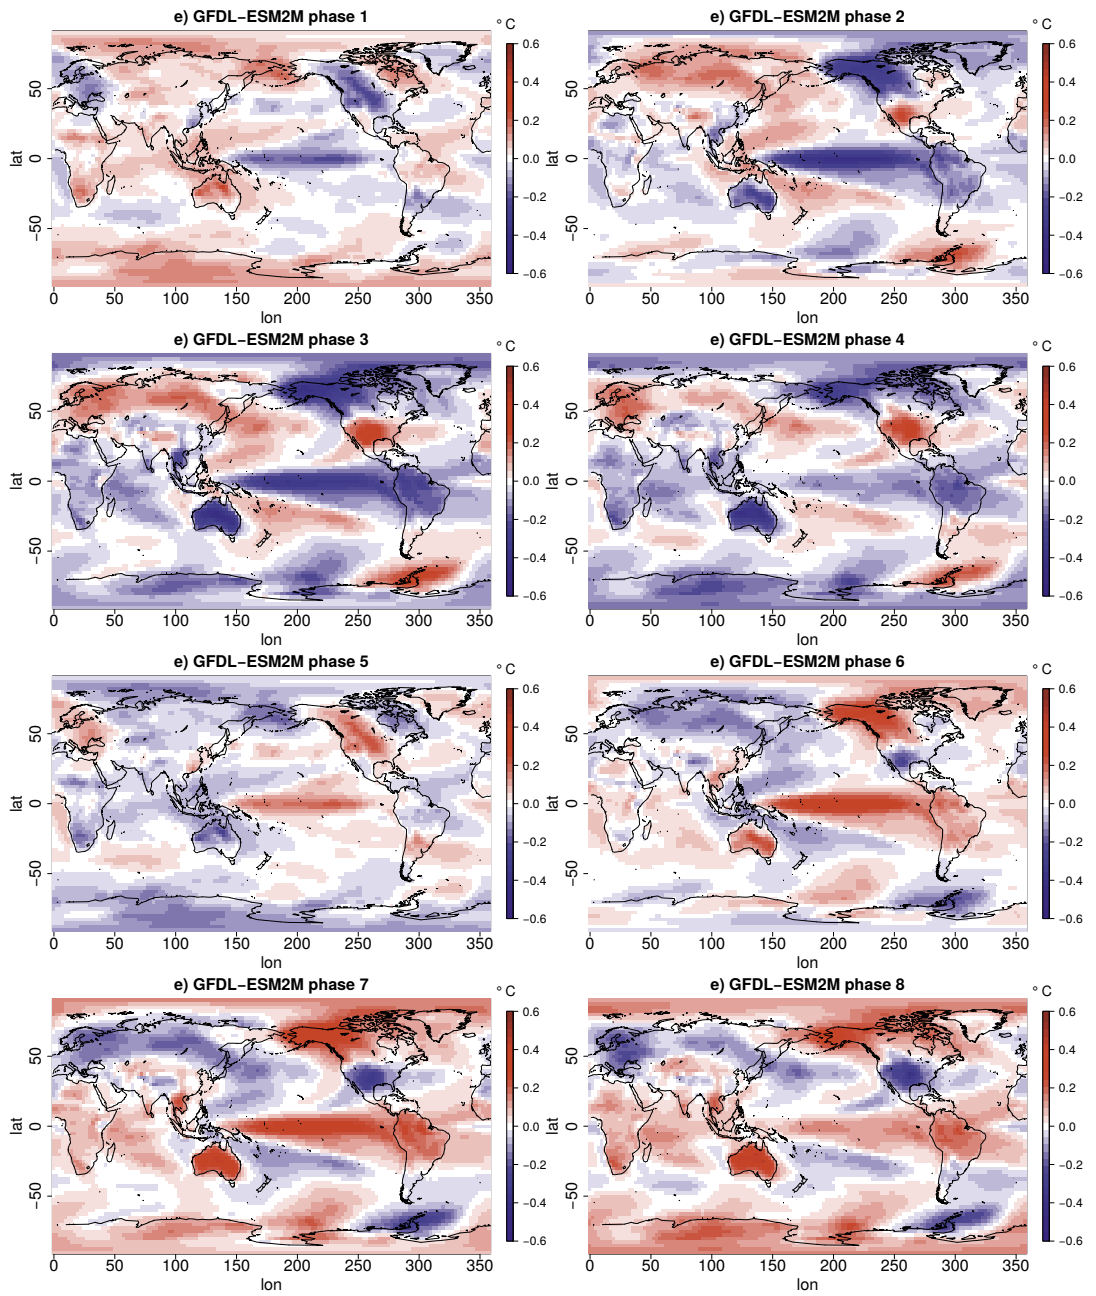 e) GFDL−ESM2M phase 1
° C
lat
50
0
−50
0 50 100 150 200 250 300 350
lon
0.6
0.4
0.2
0.0
−0.2
−0.4
−0.6
e) GFDL−ESM2M phase 2
° C
lat
50
0
−50
0 50 100 150 200 250 300 350
lon
0.6
0.4
0.2
0.0
−0.2
−0.4
−0.6
e) GFDL−ESM2M phase 3
° C
lat
50
0
−50
0 50 100 150 200 250 300 350
lon
0.6
0.4
0.2
0.0
−0.2
−0.4
−0.6
e) GFDL−ESM2M phase 4
° C
lat
50
0
−50
0 50 100 150 200 250 300 350
lon
0.6
0.4
0.2
0.0
−0.2
−0.4
−0.6
e) GFDL−ESM2M phase 5
° C
lat
50
0
−50
0 50 100 150 200 250 300 350
lon
0.6
0.4
0.2
0.0
−0.2
−0.4
−0.6
e) GFDL−ESM2M phase 6
° C
lat
50
0
−50
0 50 100 150 200 250 300 350
lon
0.6
0.4
0.2
0.0
−0.2
−0.4
−0.6
e) GFDL−ESM2M phase 7
° C
lat
50
0
−50
0 50 100 150 200 250 300 350
lon
0.6
0.4
0.2
0.0
−0.2
−0.4
−0.6
e) GFDL−ESM2M phase 8
° C
lat
50
0
−50
0 50 100 150 200 250 300 350
lon
0.6
0.4
0.2
0.0
−0.2
−0.4
−0.6